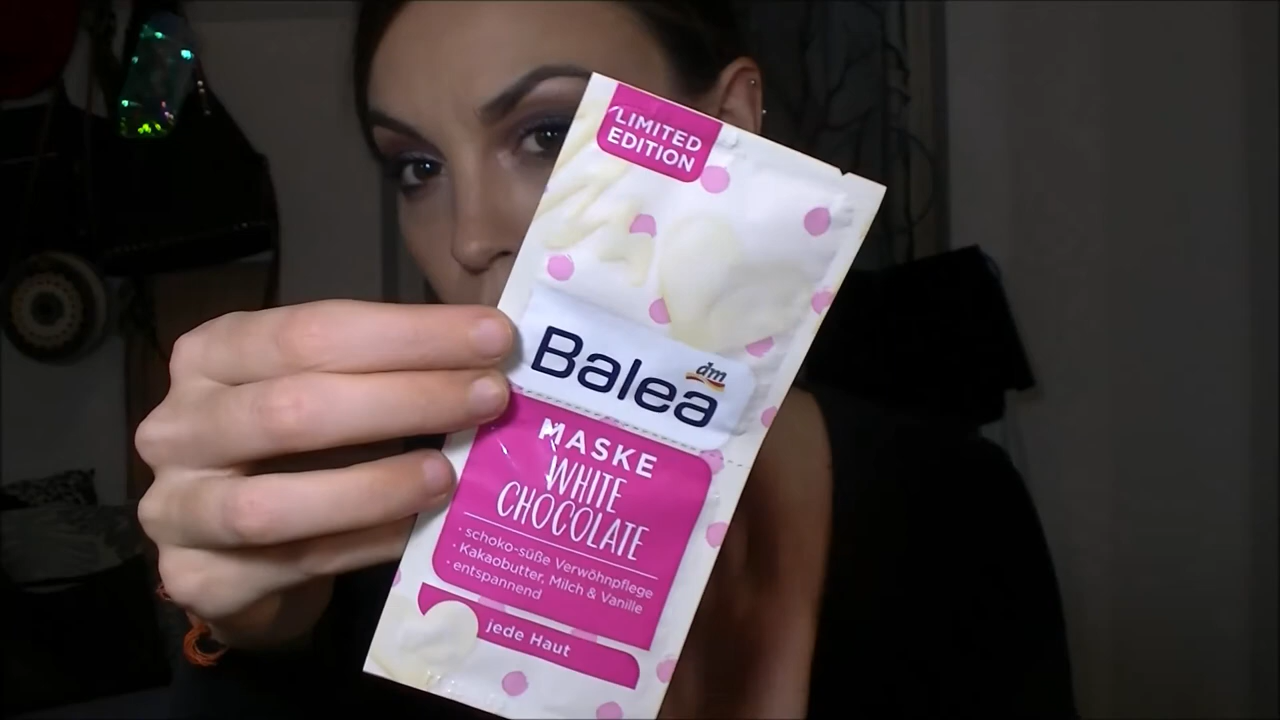 LIMITED
EDITION
Balea
dm
MASKE
WHITE
CHOCOLATE
· schoko-süße Verwöhnpflege
· Kakaobutter, Milch & Vanille
· entspannend
jede Haut